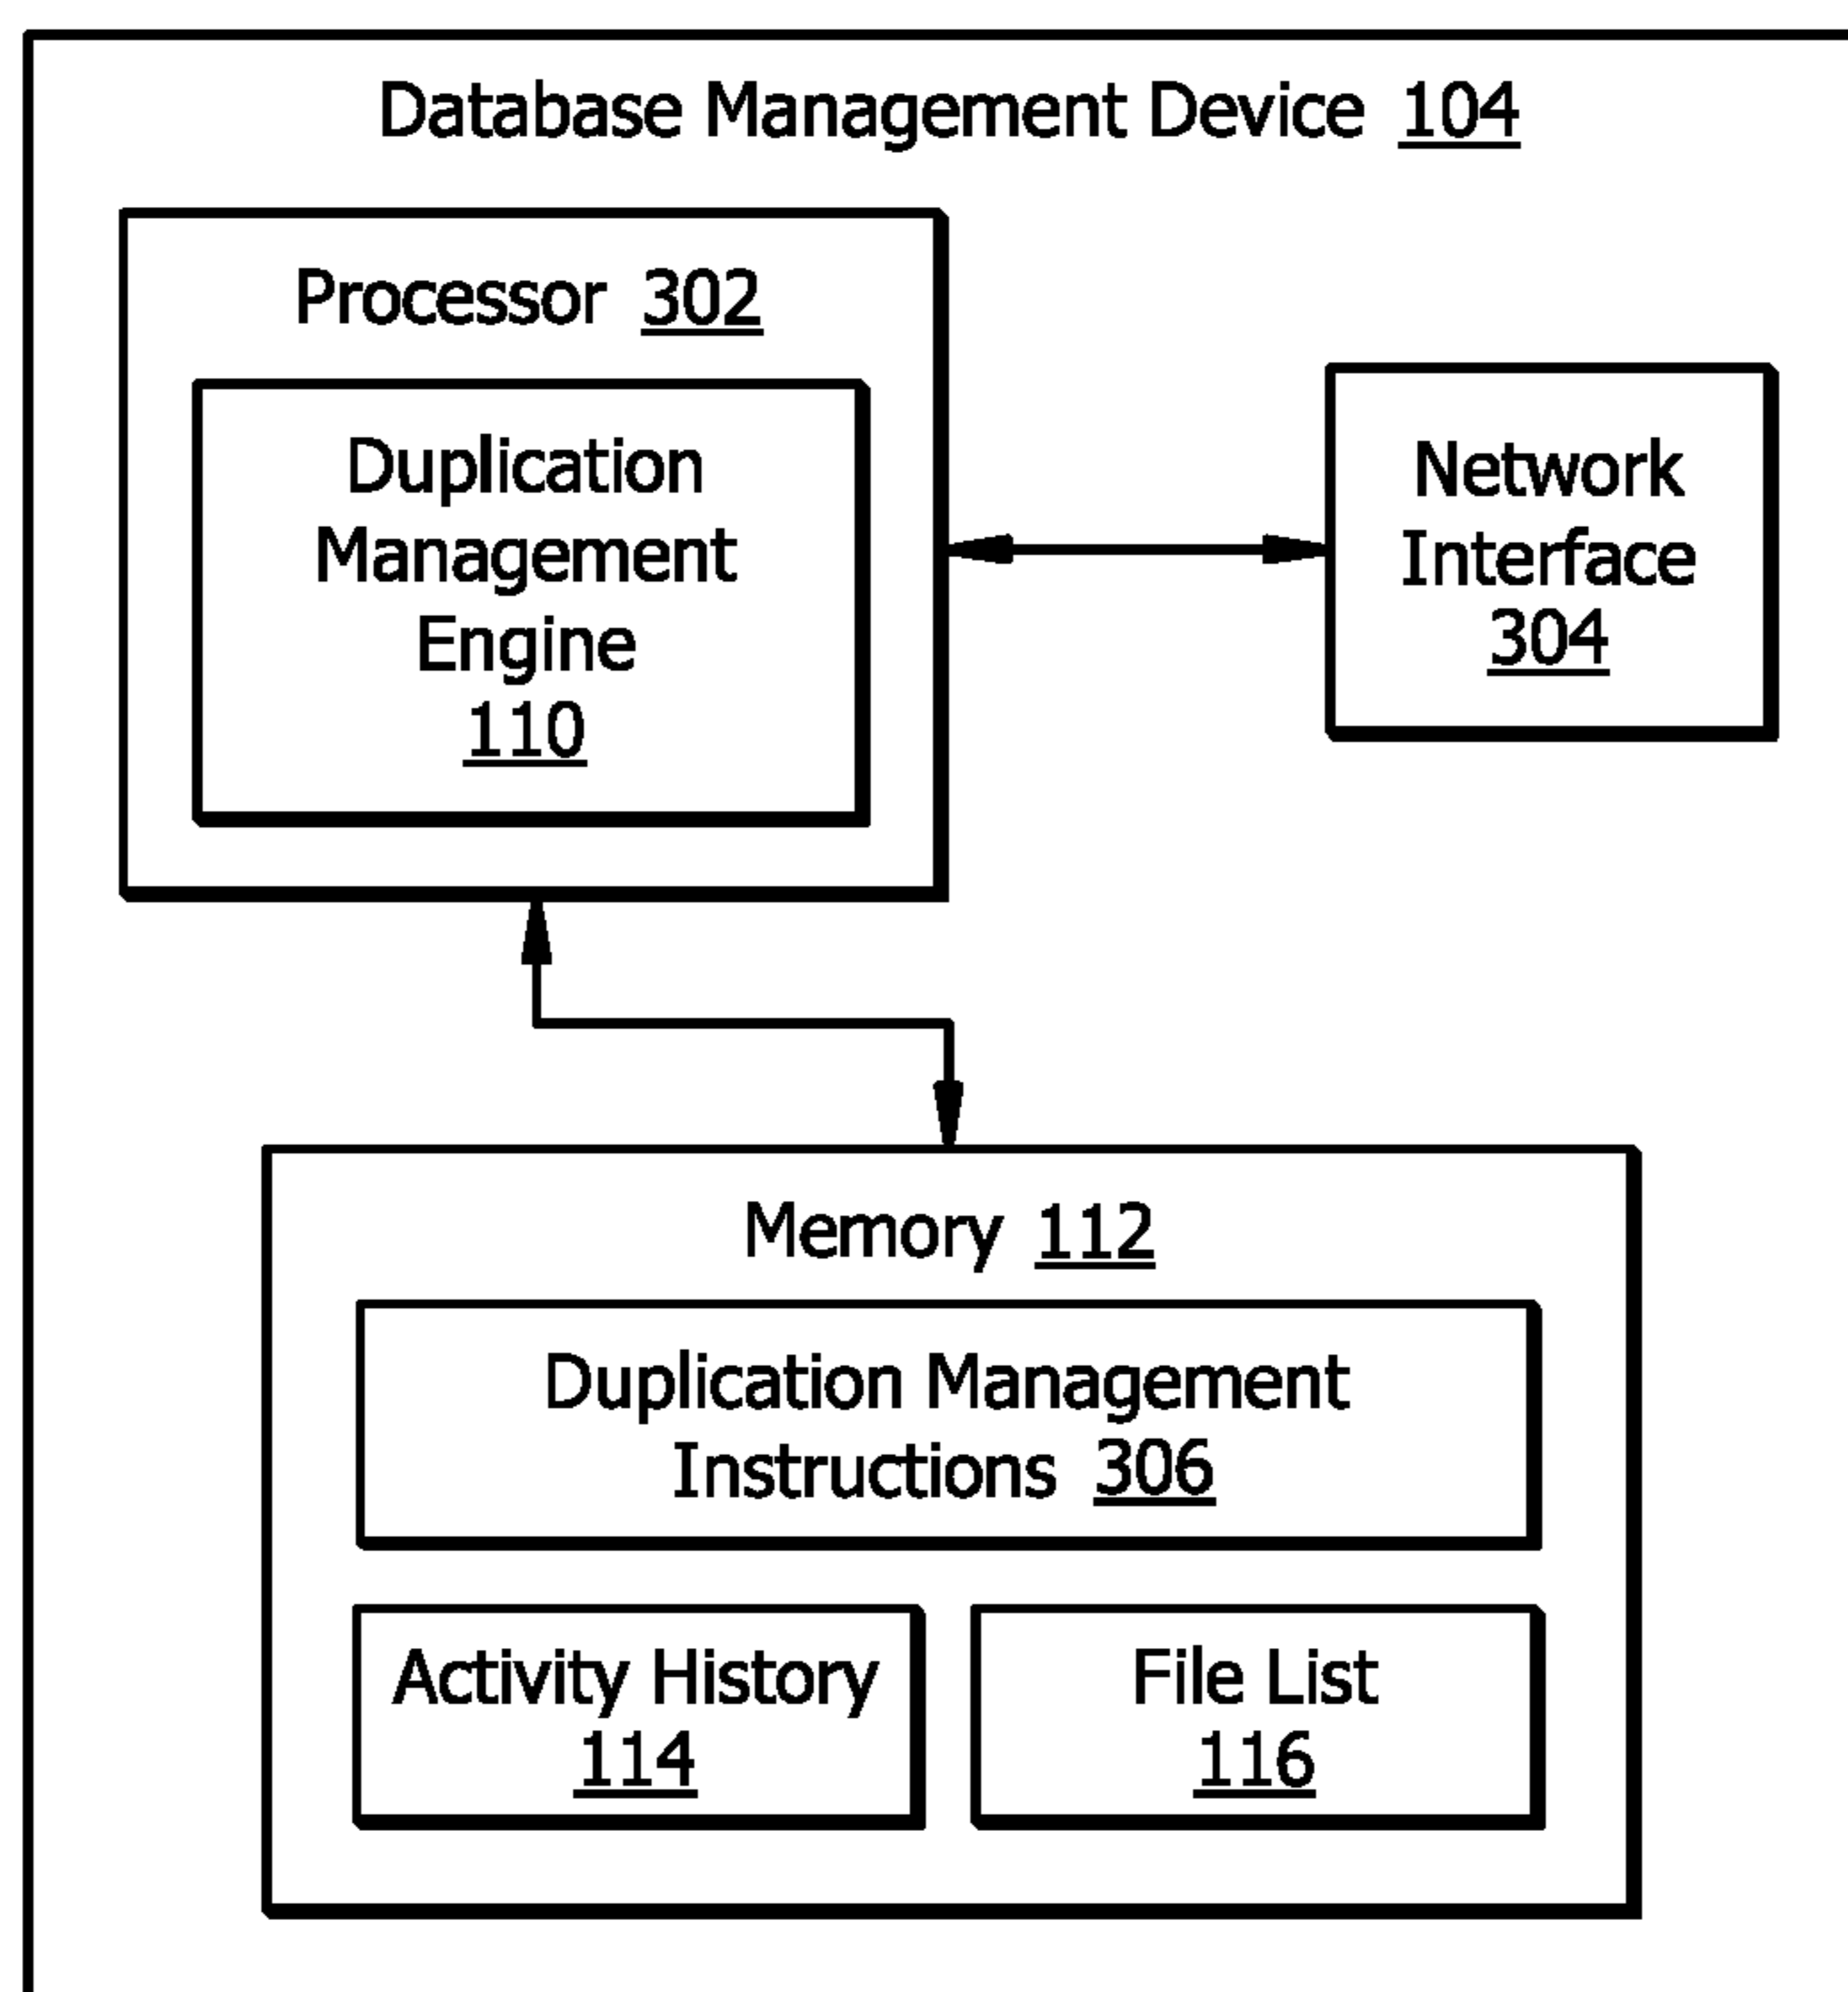 Database Management Device 104
Processor 302
Duplication
Management
Engine
110
Network
Interface
304
Memory 112
Duplication Management
Instructions 306
Activity History
114
File List
116